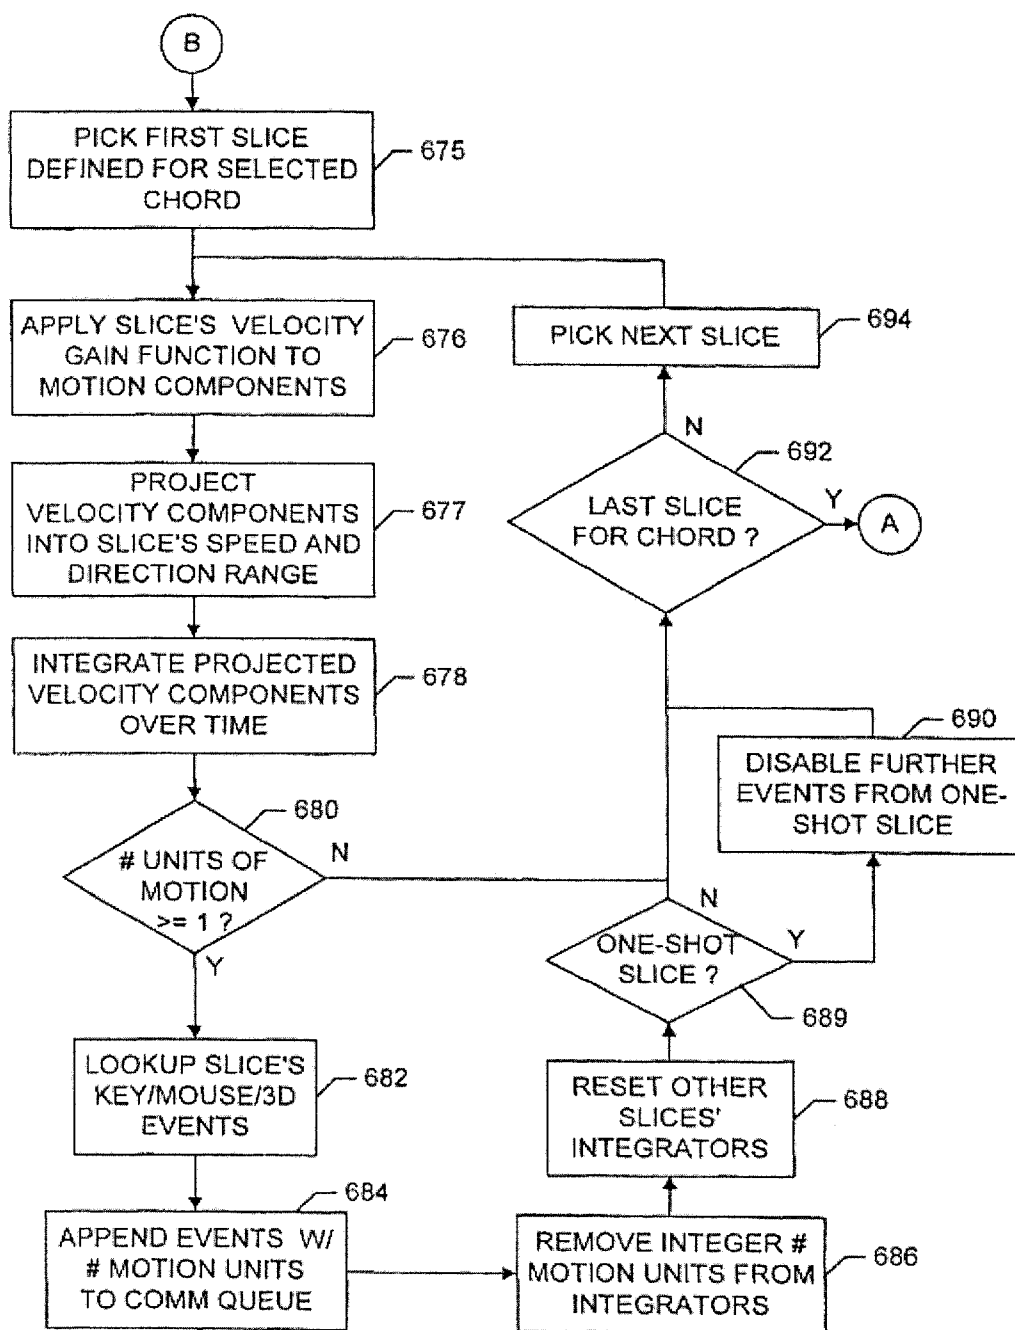 B
PICK FIRST SLICE
DEFINED FOR SELECTED
CHORD
675
APPLY SLICE'S VELOCITY
GAIN FUNCTION TO
MOTION COMPONENTS
676
PROJECT
VELOCITY COMPONENTS
INTO SLICE'S SPEED AND
DIRECTION RANGE
677
INTEGRATE PROJECTED
VELOCITY COMPONENTS
OVER TIME
678
# UNITS OF
MOTION
>= 1 ?
680
N
Y
LOOKUP SLICE'S
KEY/MOUSE/3D
EVENTS
682
APPEND EVENTS W/
# MOTION UNITS
TO COMM QUEUE
684
REMOVE INTEGER #
MOTION UNITS FROM
INTEGRATORS
686
RESET OTHER
SLICES'
INTEGRATORS
688
ONE-SHOT
SLICE ?
689
N
Y
DISABLE FURTHER
EVENTS FROM ONE-
SHOT SLICE
690
LAST SLICE
FOR CHORD ?
692
N
Y
A
PICK NEXT SLICE
694